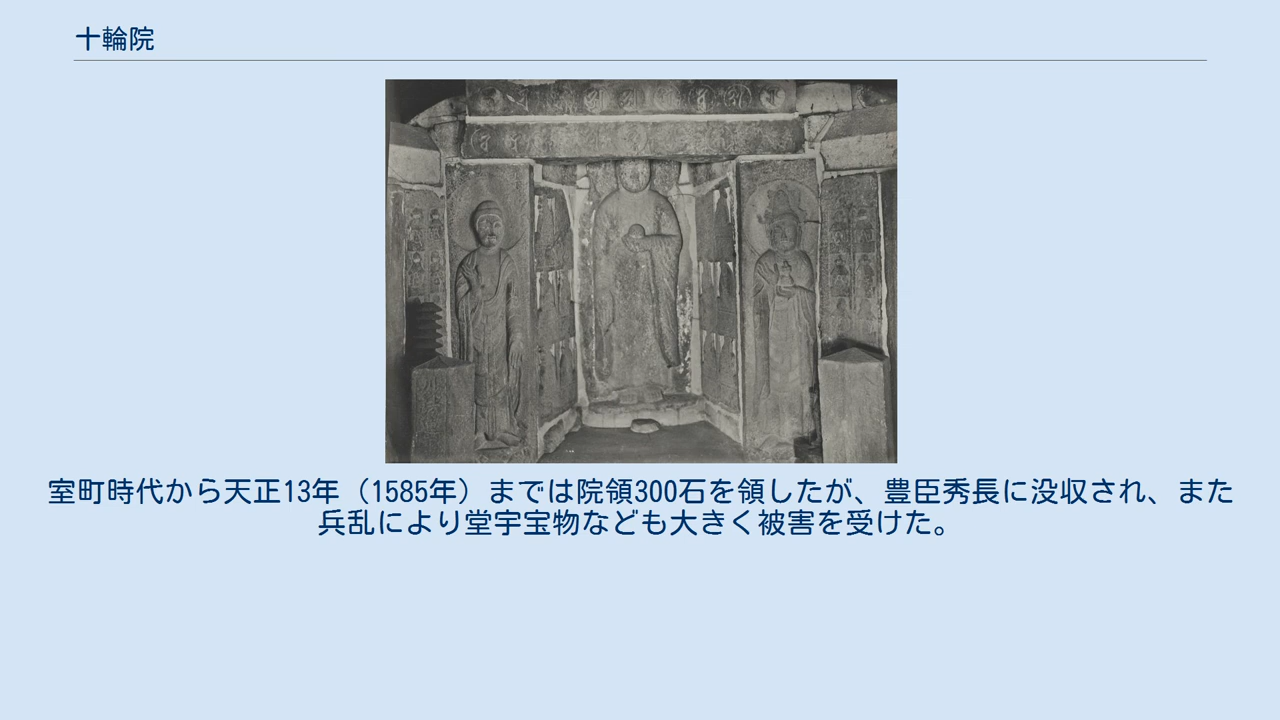 十輪院
室町時代から天正13年（1585年）までは院領300石を領したが、豊臣秀長に没収され、また
兵乱により堂宇宝物なども大きく被害を受けた。